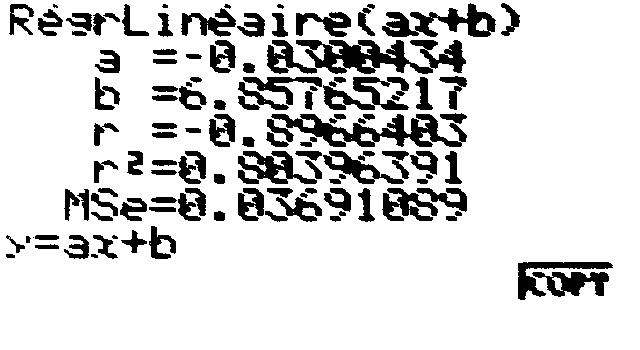 RégrLinéaire(ax+b)
a =-0.0300434
b =6.85765217
r =-0.8966403
r²=0.80396391
MSe=0.03691089
y=ax+b
COPY